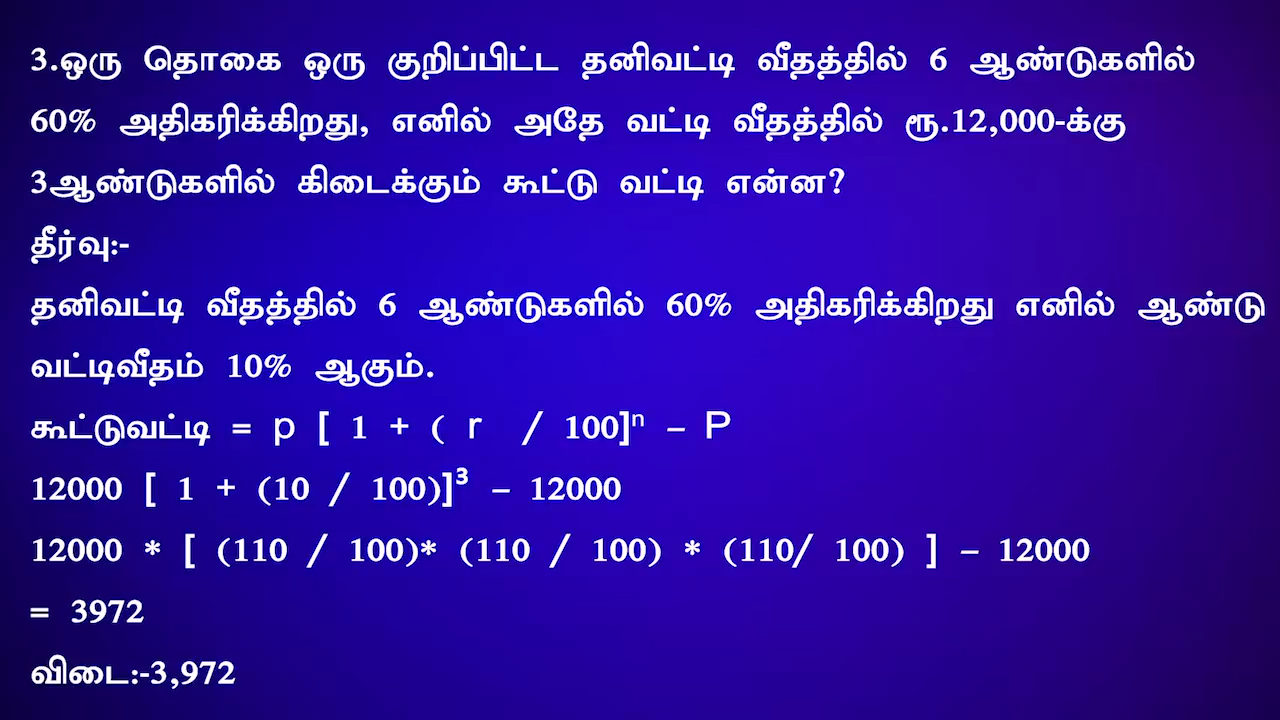 3.ஒரு தொகை ஒரு குறிப்பிட்ட தனிவட்டி வீதத்தில் 6 ஆண்டுகளில்
60% அதிகரிக்கிறது, எனில் அதே வட்டி வீதத்தில் ரூ.12,000-க்கு
3ஆண்டுகளில் கிடைக்கும் கூட்டு வட்டி என்ன?
தீர்வு:-
தனிவட்டி வீதத்தில் 6 ஆண்டுகளில் 60% அதிகரிக்கிறது எனில் ஆண்டு
வட்டிவீதம் 10% ஆகும்.
கூட்டுவட்டி = p [ 1 + ( r / 100]ⁿ – P
12000 [ 1 + (10 / 100)]³ – 12000
12000 * [ (110 / 100)* (110 / 100) * (110/ 100) ] – 12000
= 3972
விடை:-3,972